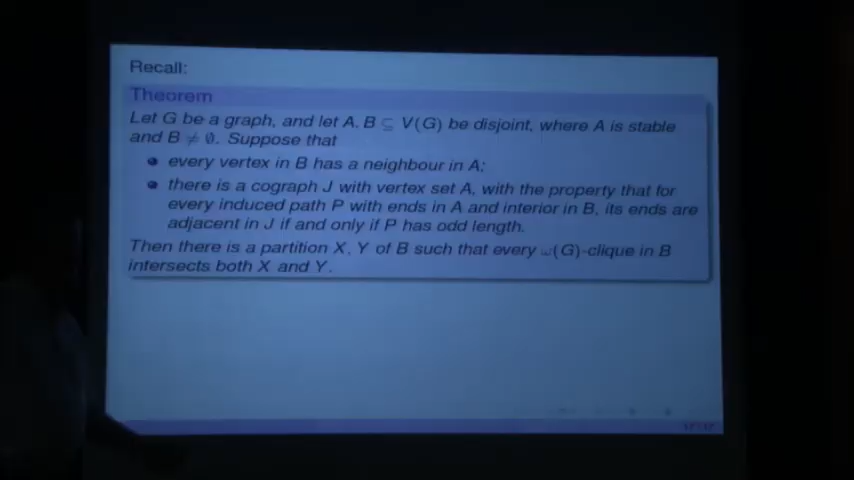 Recall:
Theorem
Let G be a graph, and let A, B ⊆ V(G) be disjoint, where A is stable
and B ≠ ∅. Suppose that
every vertex in B has a neighbour in A;
there is a cograph J with vertex set A, with the property that for
every induced path P with ends in A and interior in B, its ends are
adjacent in J if and only if P has odd length.
Then there is a partition X, Y of B such that every ω(G)-clique in B
intersects both X and Y.